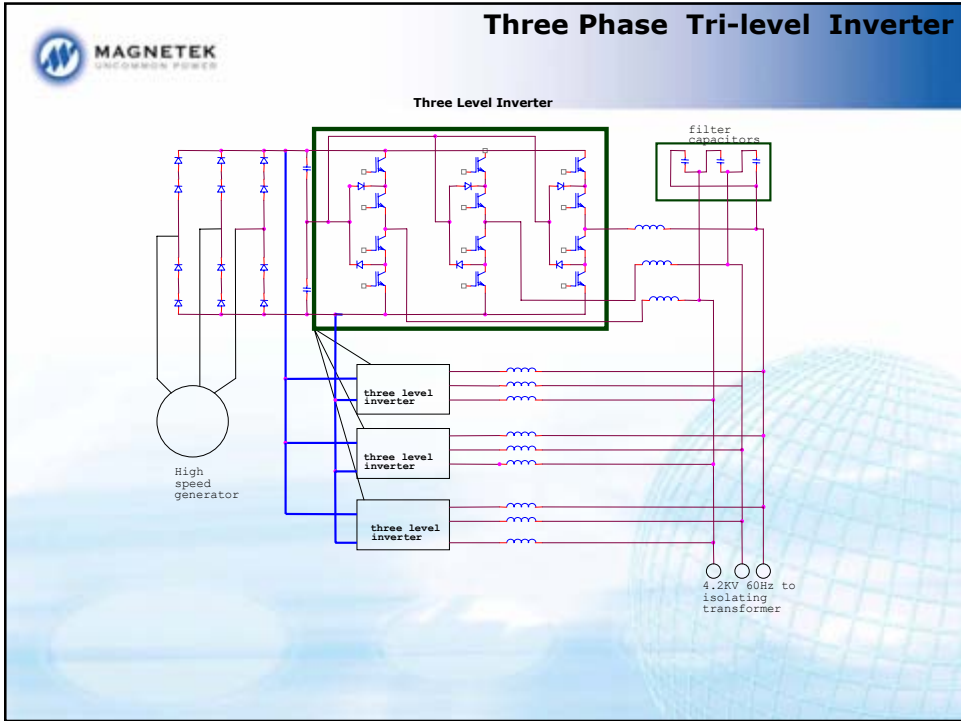 Three Phase Tri-level Inverter
MAGNETEK
UNCOMMON POWER
Three Level Inverter
filter
capacitors
three level
inverter
three level
inverter
High
speed
generator
three level
inverter
4.2KV 60Hz to
isolating
transformer